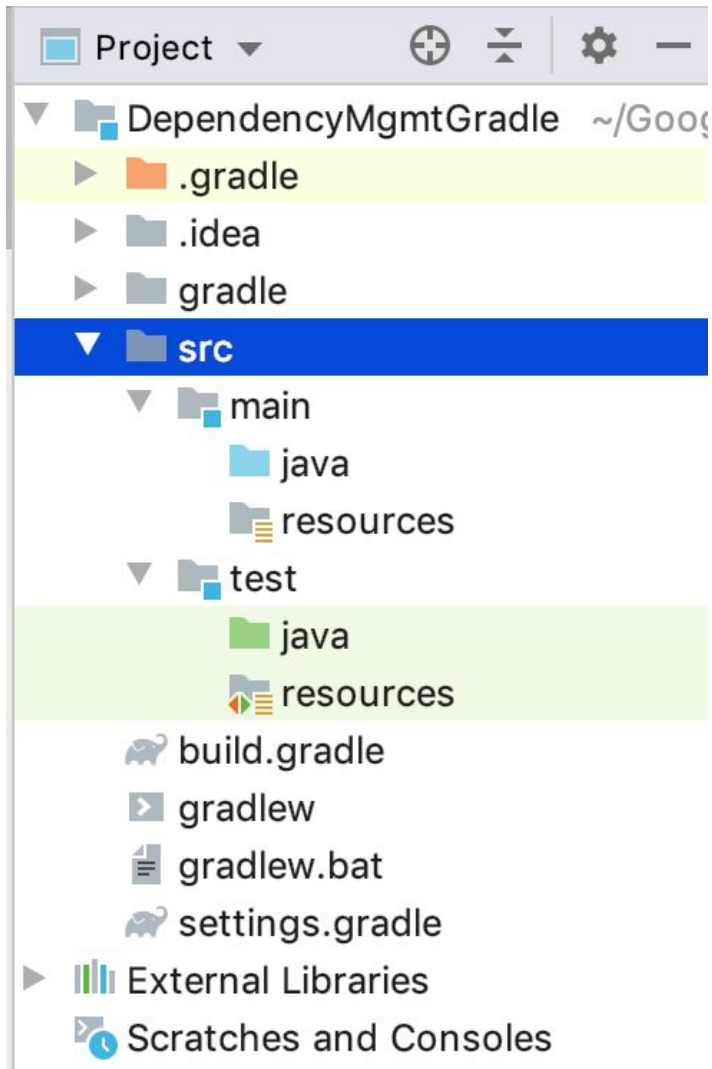 Project
DependencyMgmtGradle ~/Goog
.gradle
.idea
gradle
src
main
java
resources
test
java
resources
build.gradle
gradlew
gradlew.bat
settings.gradle
External Libraries
Scratches and Consoles